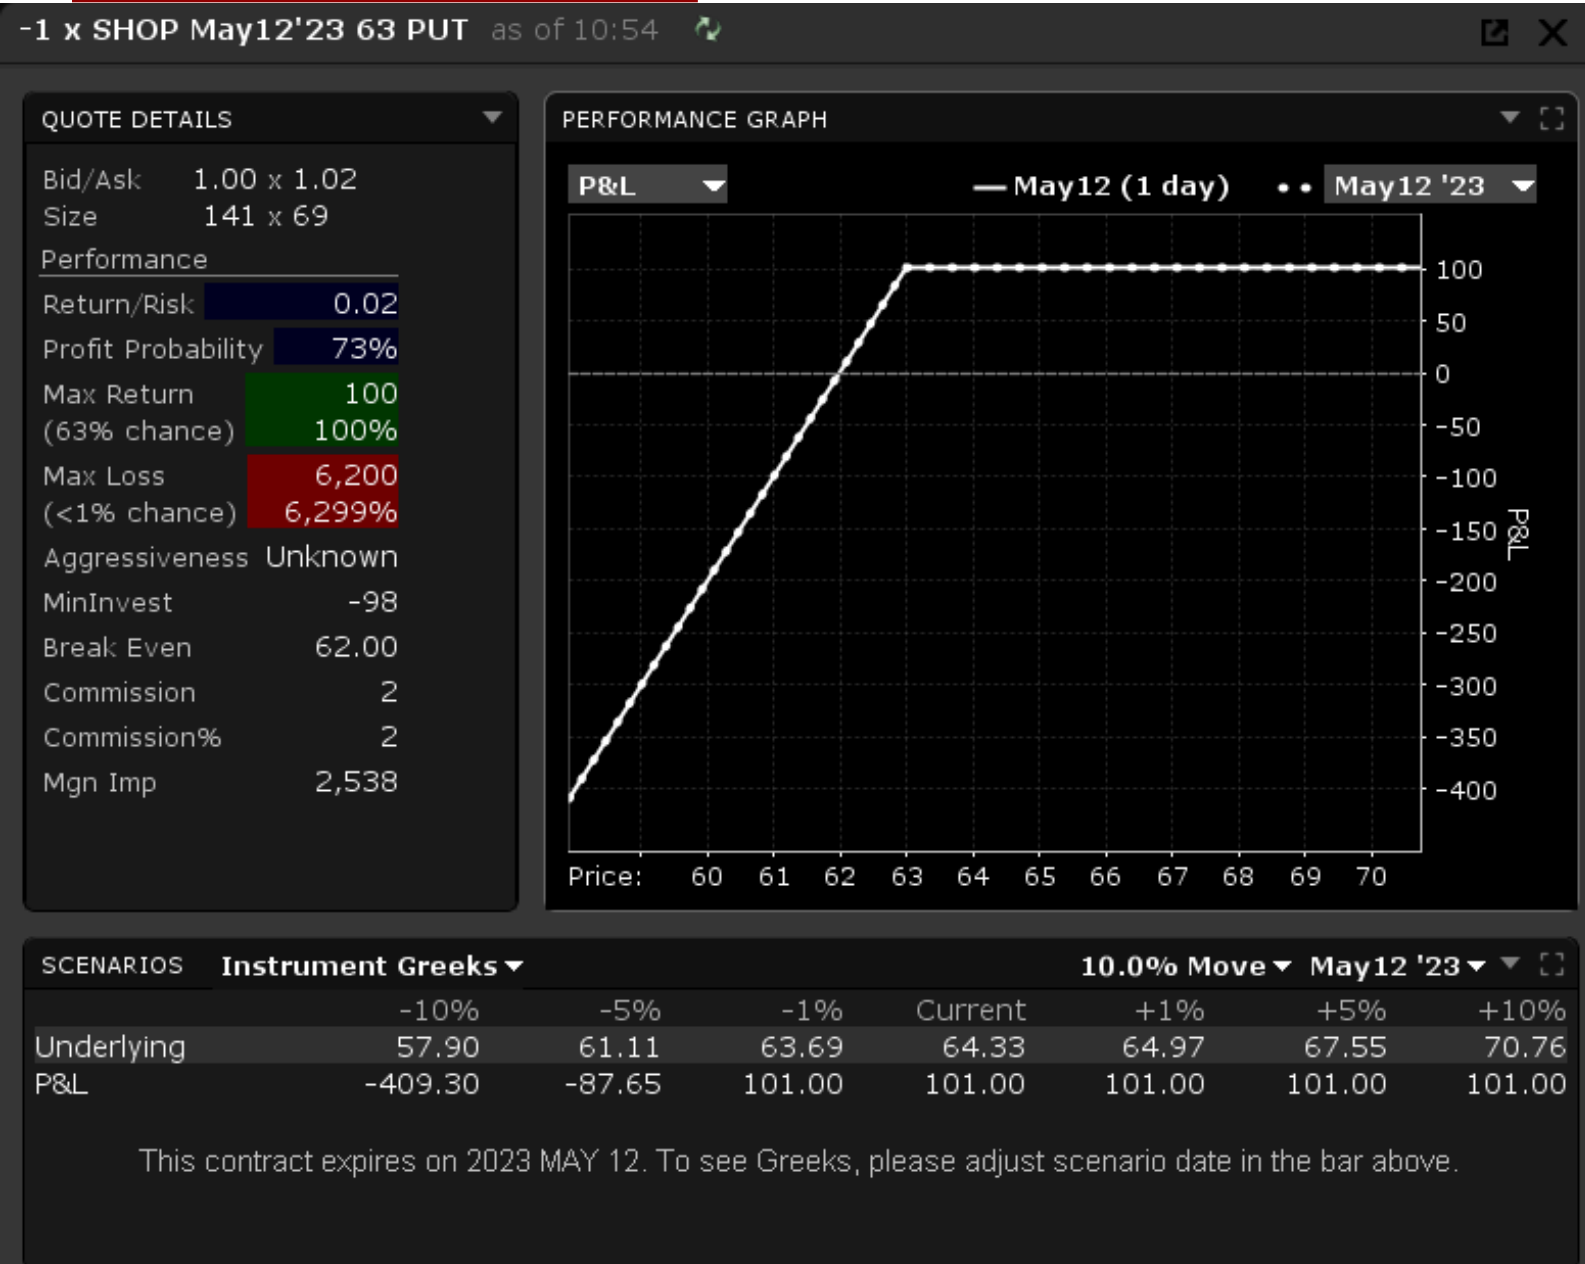 -1 x SHOP May12'23 63 PUT as of 10:54
QUOTE DETAILS
Bid/Ask 1.00 x 1.02
Size 141 x 69
Performance
Return/Risk 0.02
Profit Probability 73%
Max Return 100
(63% chance) 100%
Max Loss 6,200
(<1% chance) 6,299%
Aggressiveness Unknown
MinInvest -98
Break Even 62.00
Commission 2
Commission% 2
Mgn Imp 2,538
PERFORMANCE GRAPH
P&L May12 (1 day) May12 '23
100
50
0
-50
-100
-150
-200
-250
-300
-350
-400
P&L
Price: 60 61 62 63 64 65 66 67 68 69 70
SCENARIOS Instrument Greeks 10.0% Move May12 '23
-10% -5% -1% Current +1% +5% +10%
Underlying 57.90 61.11 63.69 64.33 64.97 67.55 70.76
P&L -409.30 -87.65 101.00 101.00 101.00 101.00 101.00
This contract expires on 2023 MAY 12. To see Greeks, please adjust scenario date in the bar above.